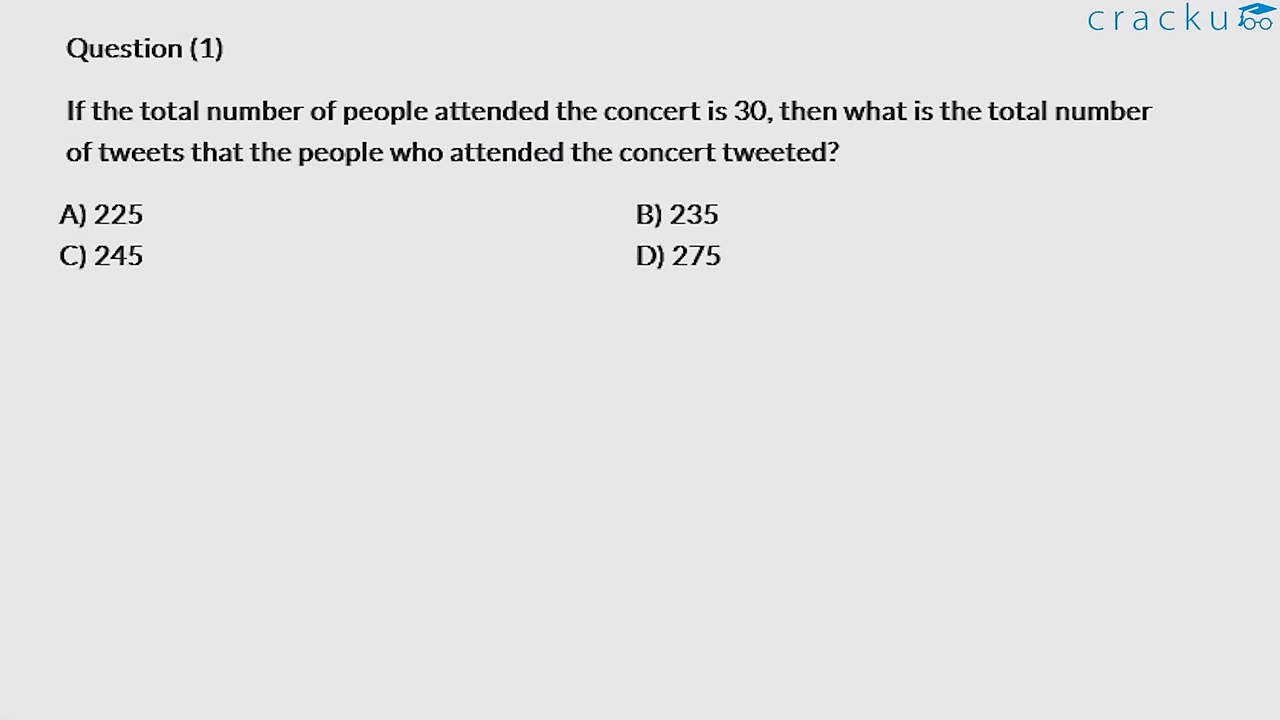 cracku
Question (1)
If the total number of people attended the concert is 30, then what is the total number
of tweets that the people who attended the concert tweeted?
A) 225
B) 235
C) 245
D) 275